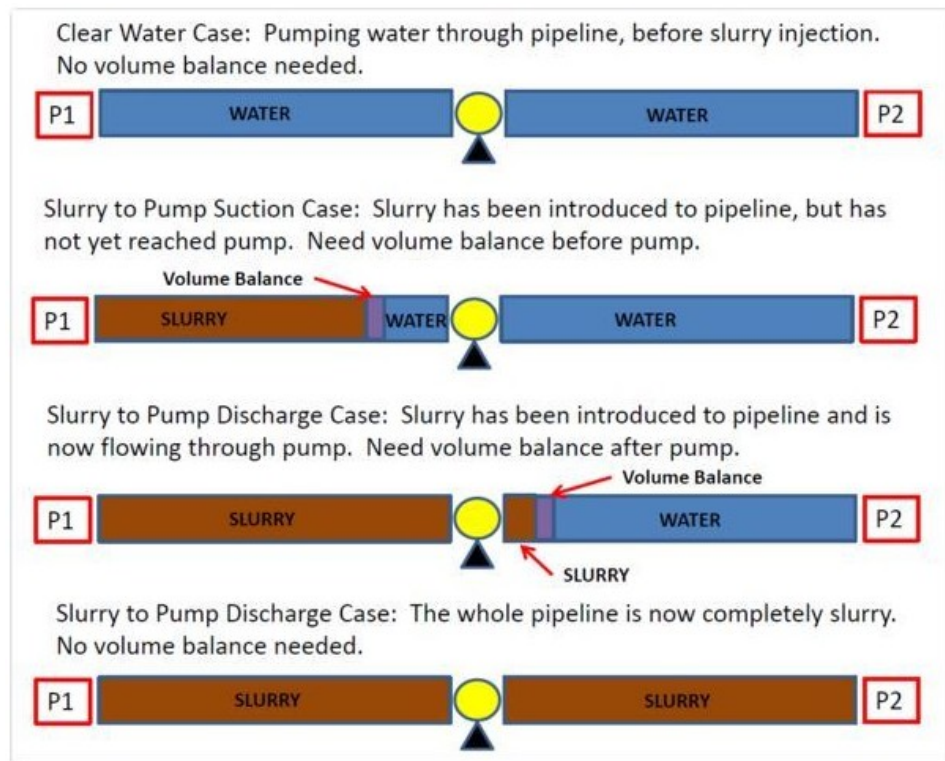 Clear Water Case:  Pumping water through pipeline, before slurry injection.
No volume balance needed.
P1 WATER WATER P2
Slurry to Pump Suction Case:  Slurry has been introduced to pipeline, but has
not yet reached pump.  Need volume balance before pump.
Volume Balance
P1 SLURRY WATER WATER P2
Slurry to Pump Discharge Case:  Slurry has been introduced to pipeline and is
now flowing through pump.  Need volume balance after pump.
Volume Balance
P1 SLURRY WATER P2
SLURRY
Slurry to Pump Discharge Case:  The whole pipeline is now completely slurry.
No volume balance needed.
P1 SLURRY SLURRY P2